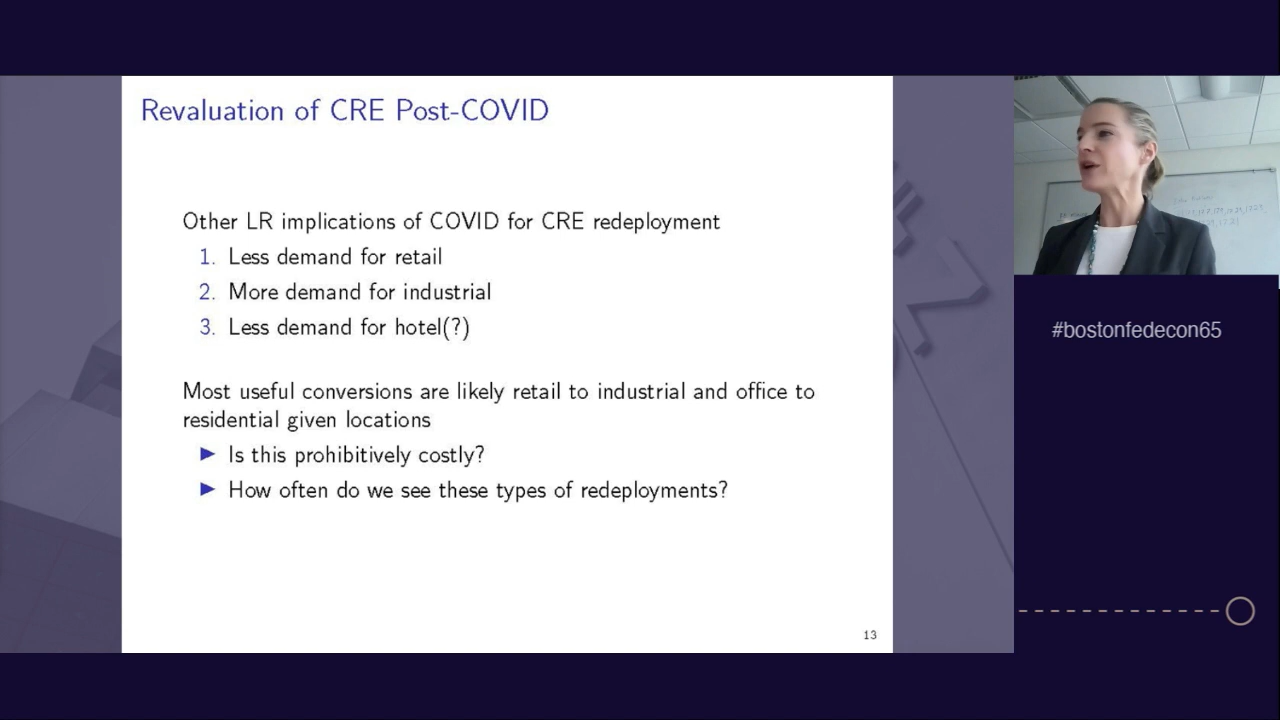 Revaluation of CRE Post-COVID
Other LR implications of COVID for CRE redeployment
1. Less demand for retail
2. More demand for industrial
3. Less demand for hotel(?)
Most useful conversions are likely retail to industrial and office to
residential given locations
▶ Is this prohibitively costly?
▶ How often do we see these types of redeployments?
13
#bostonfedecon65